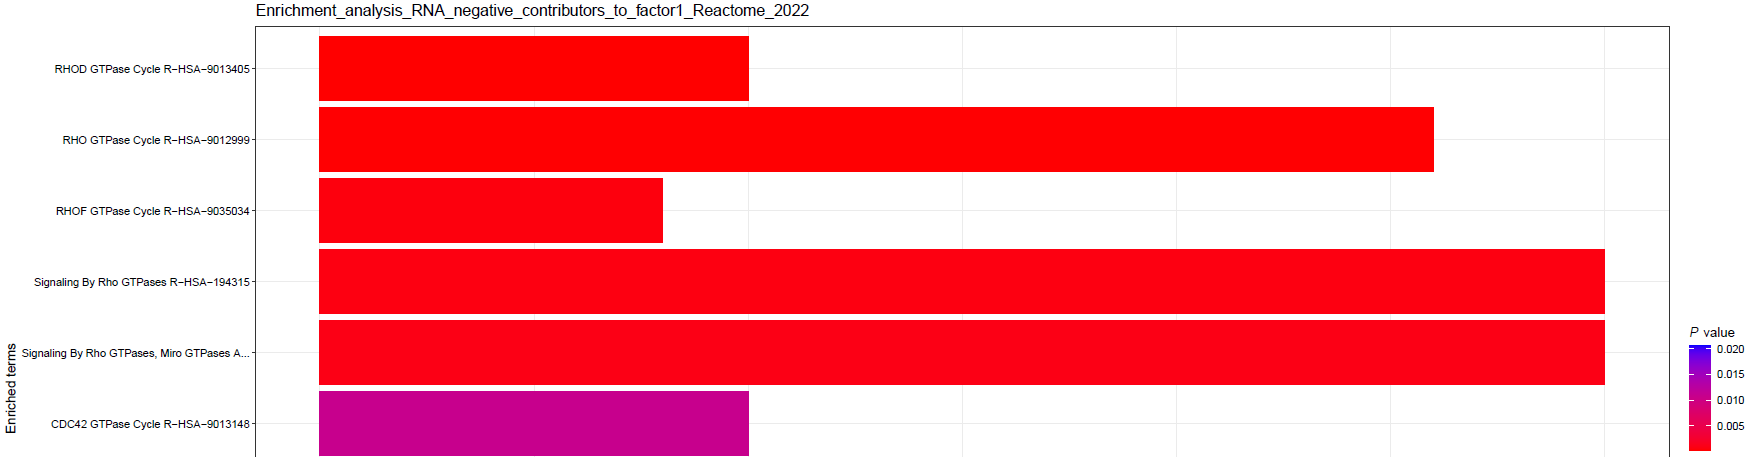 Enrichment_analysis_RNA_negative_contributors_to_factor1_Reactome_2022
RHOD GTPase Cycle R−HSA−9013405
RHO GTPase Cycle R−HSA−9012999
RHOF GTPase Cycle R−HSA−9035034
Signaling By Rho GTPases R−HSA−194315
Signaling By Rho GTPases, Miro GTPases A...
CDC42 GTPase Cycle R−HSA−9013148
Enriched terms
P value
0.020
0.015
0.010
0.005